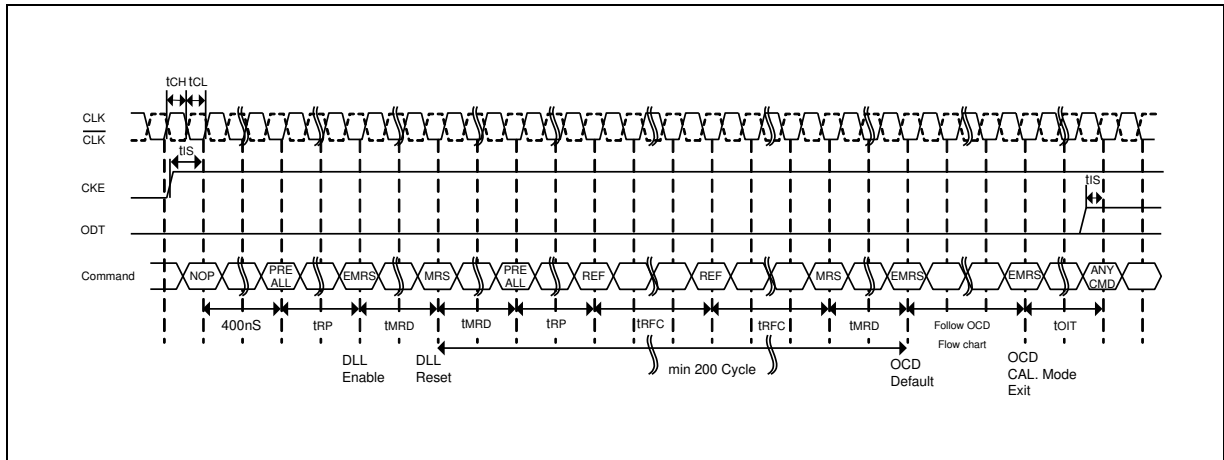 tCH tCL
CLK
CLK
tIS
CKE
tIS
ODT
Command
NOP
PRE
ALL
EMRS
MRS
PRE
ALL
REF
REF
MRS
EMRS
EMRS
ANY
CMD
400nS
tRP
tMRD
tMRD
tRP
tRFC
tRFC
tMRD
Follow OCD
Flow chart
tOIT
DLL
Enable
DLL
Reset
min 200 Cycle
OCD
Default
OCD
CAL. Mode
Exit